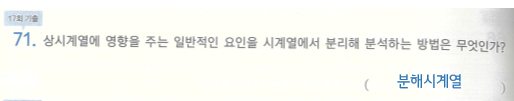 17회 기출
71. 상시계열에 영향을 주는 일반적인 요인을 시계열에서 분리해 분석하는 방법은 무엇인가?
( 분해시계열 )